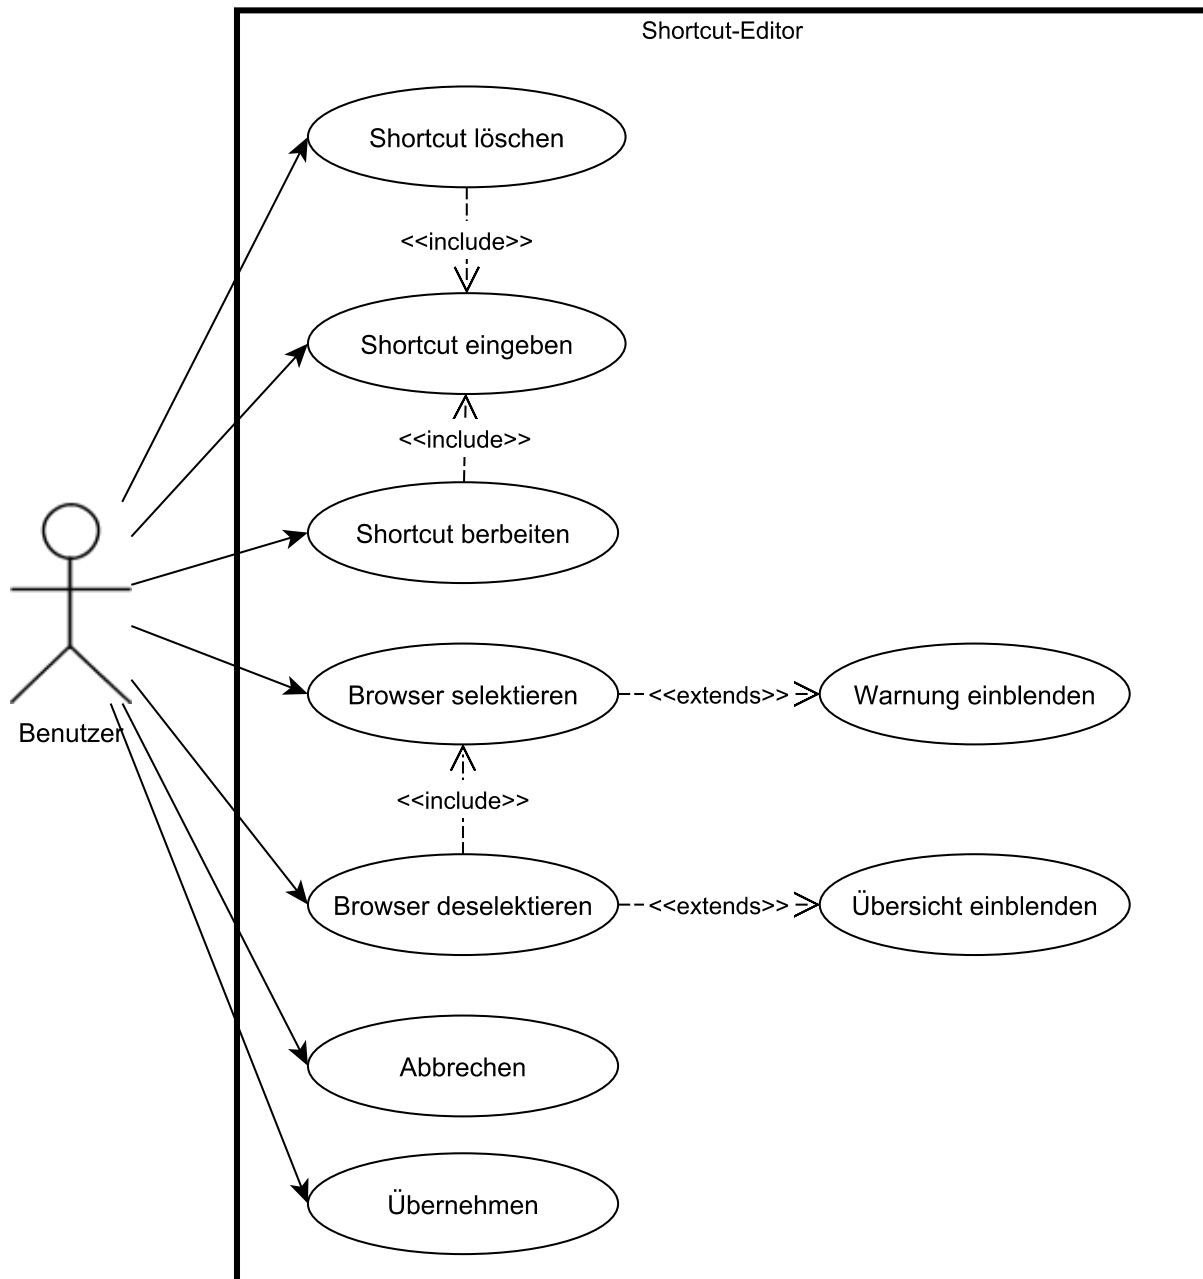 Shortcut-Editor
Shortcut löschen
<<include>>
Shortcut eingeben
<<include>>
Shortcut berbeiten
Browser selektieren
<<extends>>
Warnung einblenden
Benutzer
<<include>>
Browser deselektieren
<<extends>>
Übersicht einblenden
Abbrechen
Übernehmen